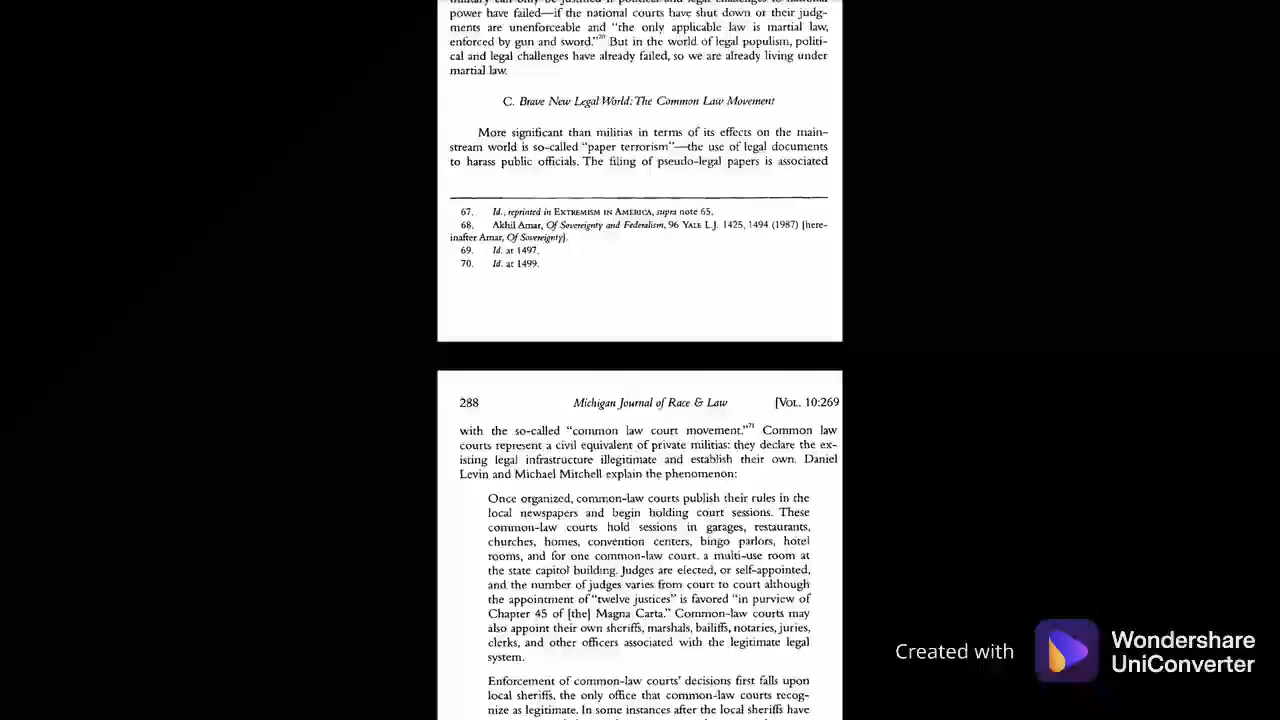 power have failed—if the national courts have shut down or their judg-
ments are unenforceable and "the only applicable law is martial law,
enforced by gun and sword."70 But in the world of legal populism, politi-
cal and legal challenges have already failed, so we are already living under
martial law.
C. Brave New Legal World: The Common Law Movement
More significant than militias in terms of its effects on the main-
stream world is so-called "paper terrorism"—the use of legal documents
to harass public officials. The filing of pseudo-legal papers is associated
67. Id., reprinted in EXTREMISM IN AMERICA, supra note 65.
68. Akhil Amar, Of Sovereignty and Federalism, 96 YALE L.J. 1425, 1494 (1987) [here-
inafter Amar, Of Sovereignty].
69. Id. at 1497.
70. Id. at 1499.
288 Michigan Journal of Race & Law [VOL. 10:269
with the so-called "common law court movement."71 Common law
courts represent a civil equivalent of private militias: they declare the ex-
isting legal infrastructure illegitimate and establish their own. Daniel
Levin and Michael Mitchell explain the phenomenon:
Once organized, common-law courts publish their rules in the
local newspapers and begin holding court sessions. These
common-law courts hold sessions in garages, restaurants,
churches, homes, convention centers, bingo parlors, hotel
rooms, and for one common-law court, a multi-use room at
the state capitol building. Judges are elected, or self-appointed,
and the number of judges varies from court to court although
the appointment of "twelve justices" is favored "in purview of
Chapter 45 of [the] Magna Carta." Common-law courts may
also appoint their own sheriffs, marshals, bailiffs, notaries, juries,
clerks, and other officers associated with the legitimate legal
system.
Enforcement of common-law courts' decisions first falls upon
local sheriffs, the only office that common-law courts recog-
nize as legitimate. In some instances after the local sheriffs have
Created with Wondershare
UniConverter